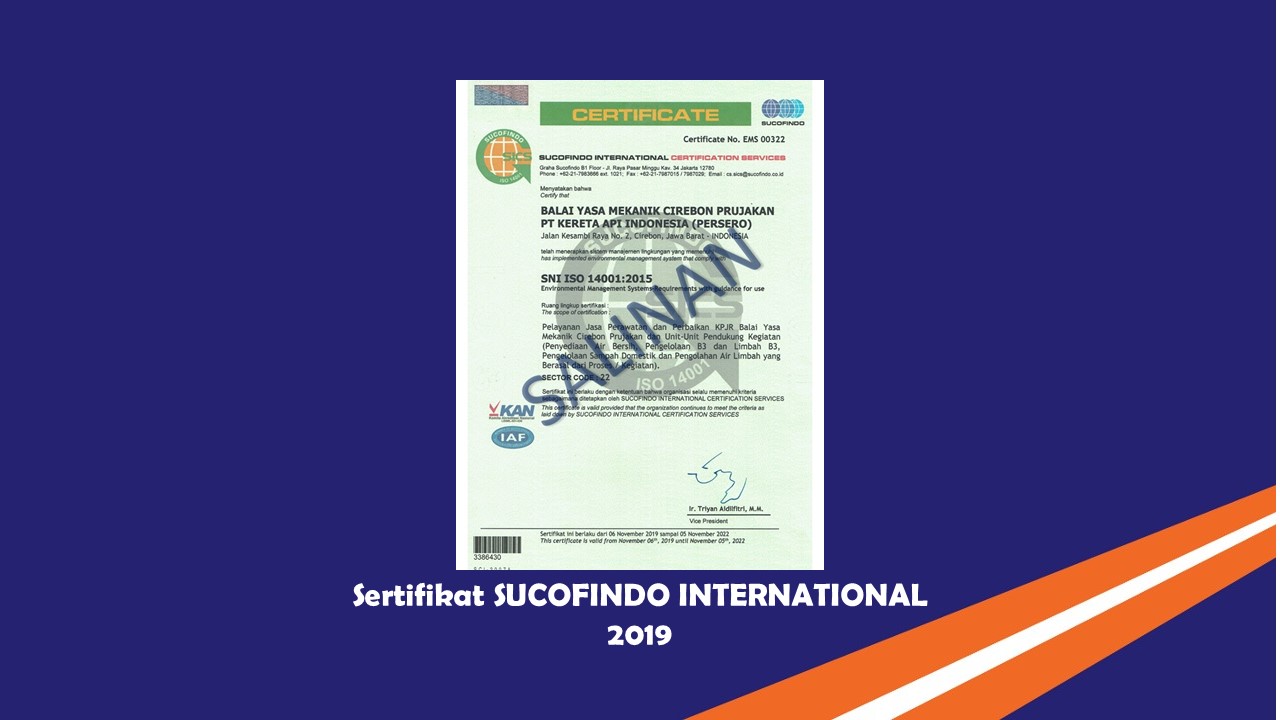 CERTIFICATE
SUCOFINDO
Certificate No. EMS 00322
SUCOFINDO
SICS
ISO 14001
SUCOFINDO INTERNATIONAL CERTIFICATION SERVICES
Graha Sucofindo B1 Floor - Jl. Raya Pasar Minggu Kav. 34 Jakarta 12780
Phone : +62-21-7983666 ext. 1021; Fax : +62-21-7987015 / 7987029; Email : cs.sics@sucofindo.co.id
Menyatakan bahwa
Certify that
BALAI YASA MEKANIK CIREBON PRUJAKAN
PT KERETA API INDONESIA (PERSERO)
Jalan Kesambi Raya No. 2, Cirebon, Jawa Barat - INDONESIA
telah menerapkan sistem manajemen lingkungan yang
has implemented environmental management system that comply with
SNI ISO 14001:2015
Environmental Management Systems-Requirements with guidance for use
Ruang lingkup sertifikasi :
The scope of certification :
Pelayanan Jasa Perawatan dan Perbaikan KPJR Balai Yasa
Mekanik Cirebon Prujakan dan Unit-Unit Pendukung Kegiatan
(Penyediaan Air Bersih, Pengelolaan B3 dan Limbah B3,
Pengelolaan Sampah Domestik dan Pengolahan Air Limbah yang
Berasal dari Proses / Kegiatan).
SECTOR CODE : 22
ISO 14001
SALINAN
Sertifikat ini berlaku dengan ketentuan bahwa organisasi selalu memenuhi kriteria
sebagaimana ditetapkan oleh SUCOFINDO INTERNATIONAL CERTIFICATION SERVICES
This certificate is valid provided that the organization continues to meet the criteria as
laid down by SUCOFINDO INTERNATIONAL CERTIFICATION SERVICES
KAN
IAF
Ir. Triyan Aidilfitri, M.M.
Vice President
Sertifikat ini berlaku dari 06 November 2019 sampai 05 November 2022
This certificate is valid from November 06th, 2019 until November 05th, 2022
3386430
Sertifikat SUCOFINDO INTERNATIONAL
2019